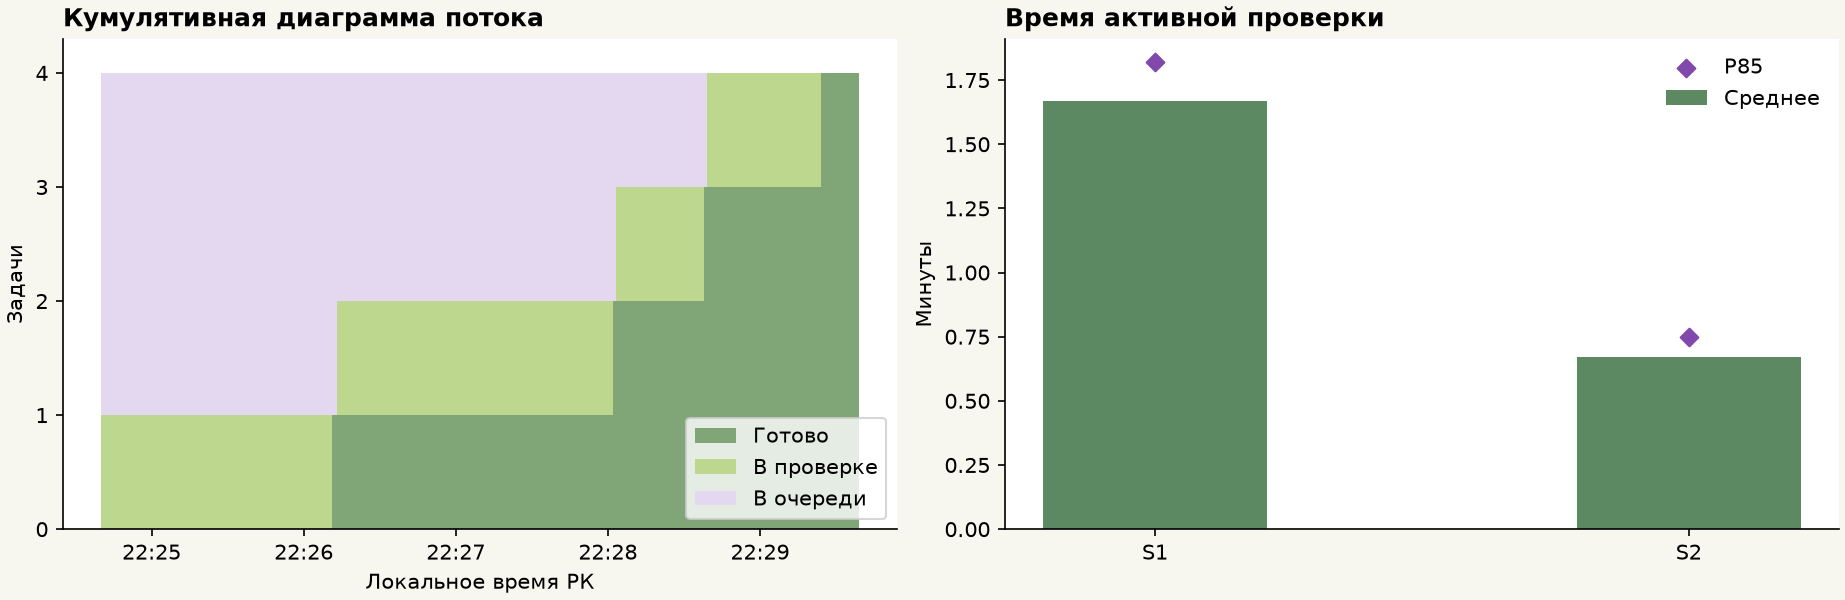 Кумулятивная диаграмма потока
4
3
2
1
0
Задачи
Готово
В проверке
В очереди
22:25 22:26 22:27 22:28 22:29
Локальное время РК
Время активной проверки
P85
Среднее
1.75
1.50
1.25
1.00
0.75
0.50
0.25
0.00
Минуты
S1 S2